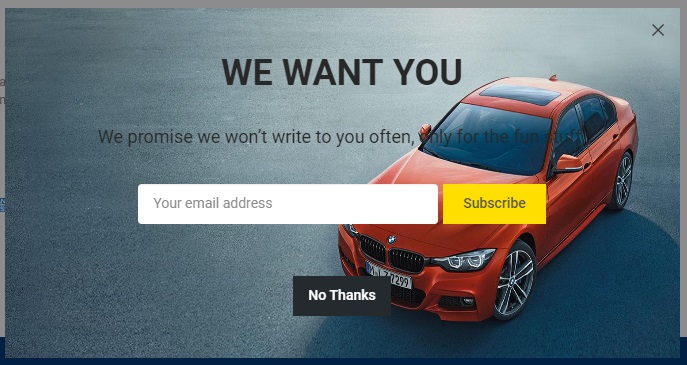 WE WANT YOU
We promise we won't write to you often, only for the fun stuff
Your email address
Subscribe
No Thanks